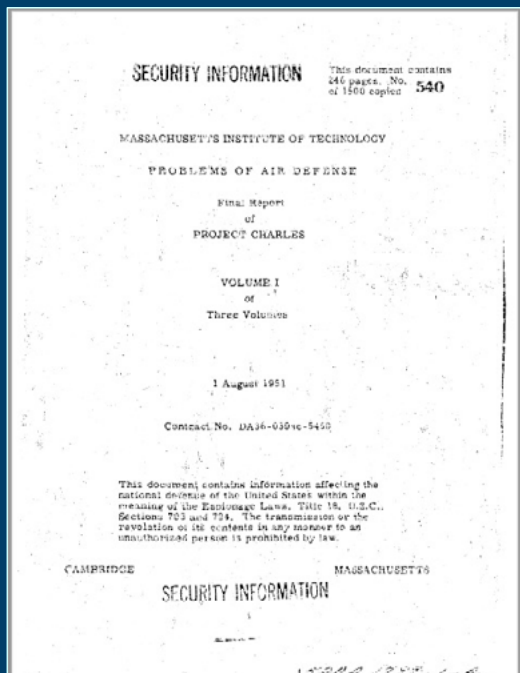 SECURITY INFORMATION
This document contains
246 pages. No. 540
of 1500 copies
MASSACHUSETTS INSTITUTE OF TECHNOLOGY
PROBLEMS OF AIR DEFENSE
Final Report
of
PROJECT CHARLES
VOLUME I
of
Three Volumes
1 August 1951
Contract No.
This document contains information affecting the
national defense of the United States within the
meaning of the Espionage Laws, Title 18, U.S.C.,
Sections 793 and 794. The transmission or the
revelation of its contents in any manner to an
unauthorized person is prohibited by law.
CAMBRIDGE MASSACHUSETTS
SECURITY INFORMATION